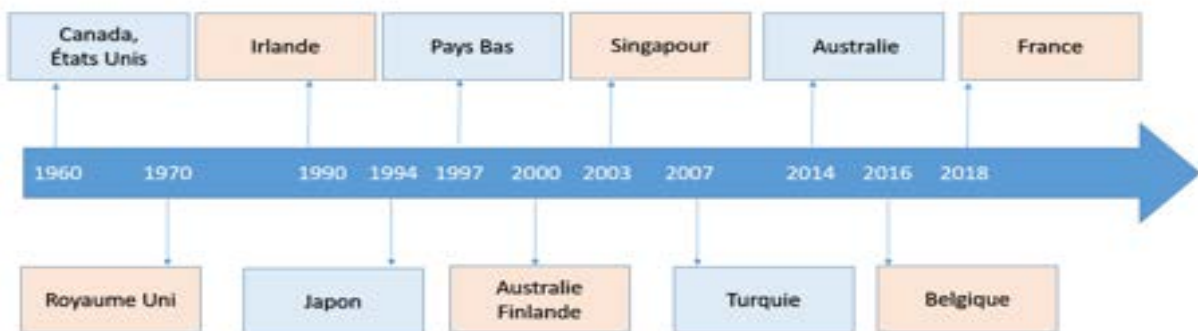 Canada,
États Unis
Irlande
Pays Bas
Singapour
Australie
France
1960 1970 1990 1994 1997 2000 2003 2007 2014 2016 2018
Royaume Uni
Japon
Australie
Finlande
Turquie
Belgique